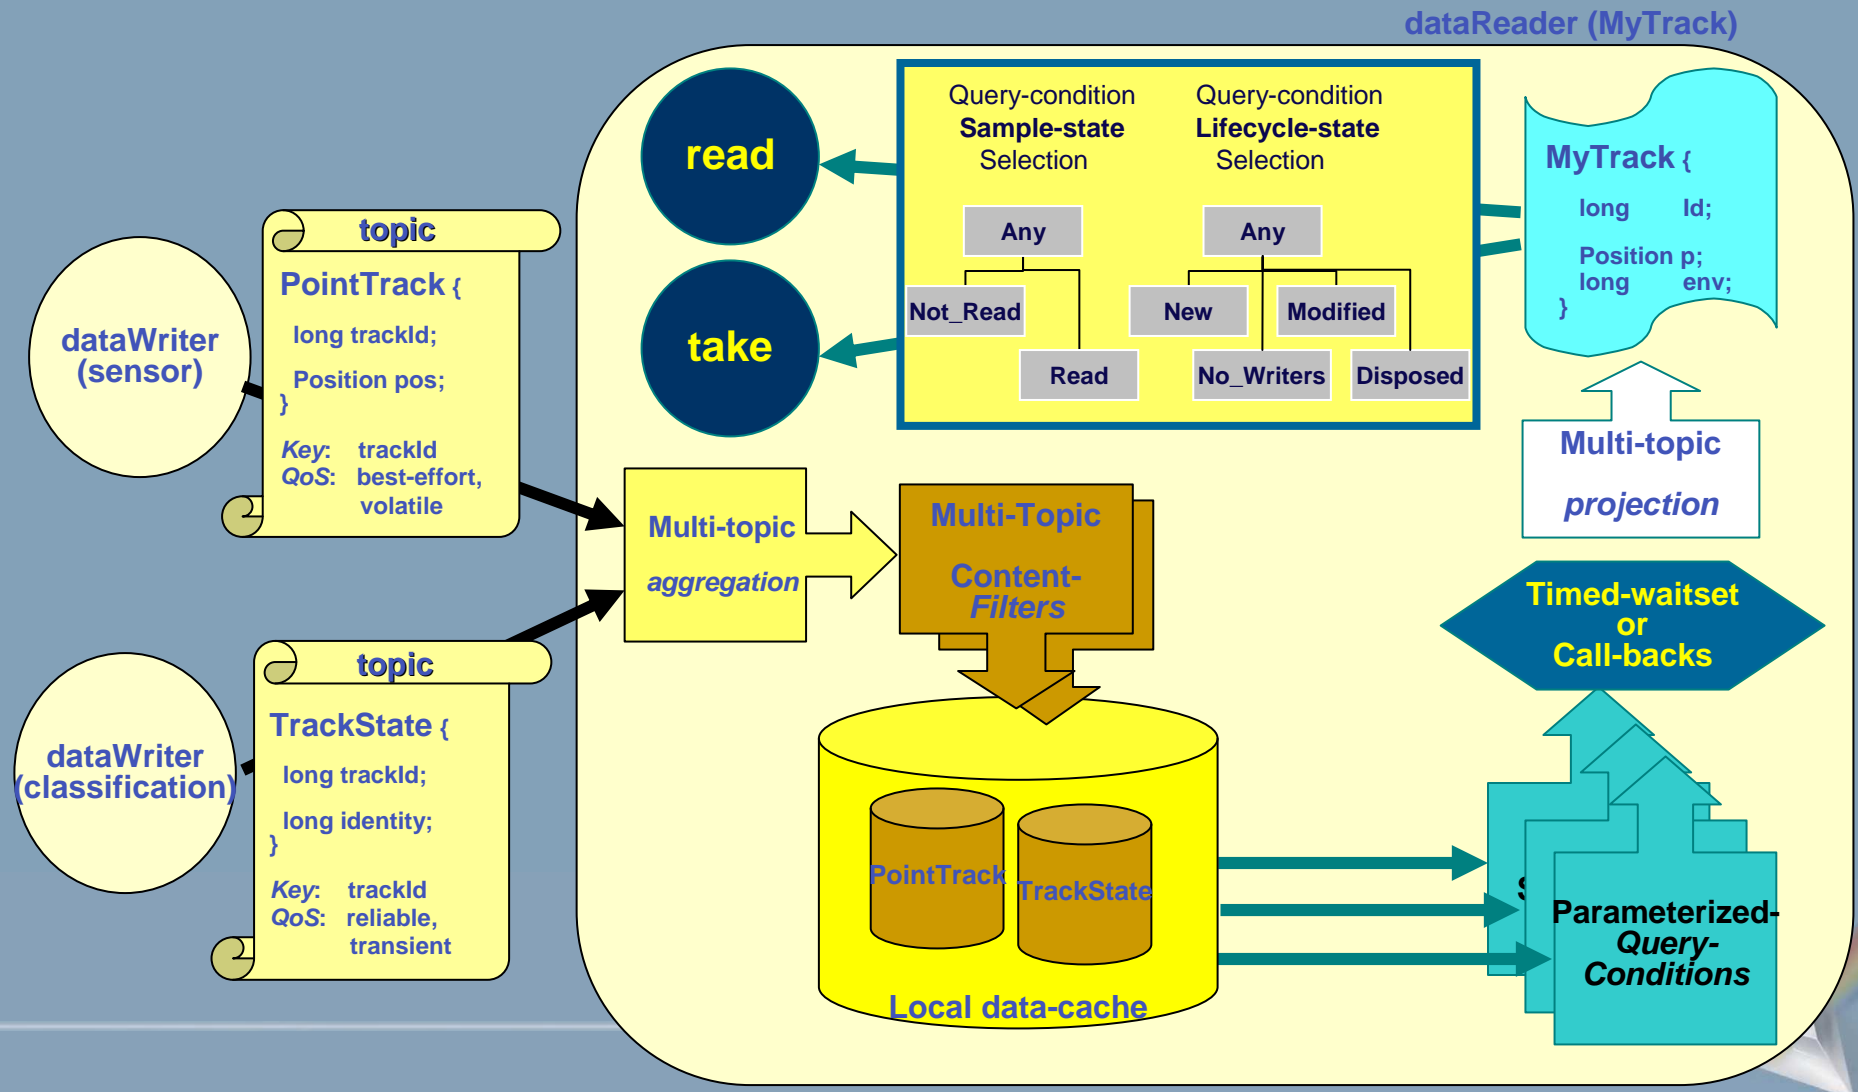 dataReader (MyTrack)
dataWriter
(sensor)
topic
PointTrack {
long trackId;
Position pos;
}
Key: trackId
QoS: best-effort,
volatile
dataWriter
(classification)
topic
TrackState {
long trackId;
long identity;
}
Key: trackId
QoS: reliable,
transient
read
take
Query-condition
Sample-state
Selection
Any
Not_Read
Read
Query-condition
Lifecycle-state
Selection
Any
New
Modified
No_Writers
Disposed
MyTrack {
long Id;
Position p;
long env;
}
Multi-topic
projection
Multi-topic
aggregation
Multi-Topic
Content-
Filters
Timed-waitset
or
Call-backs
PointTrack
TrackState
Local data-cache
Parameterized-
Query-
Conditions